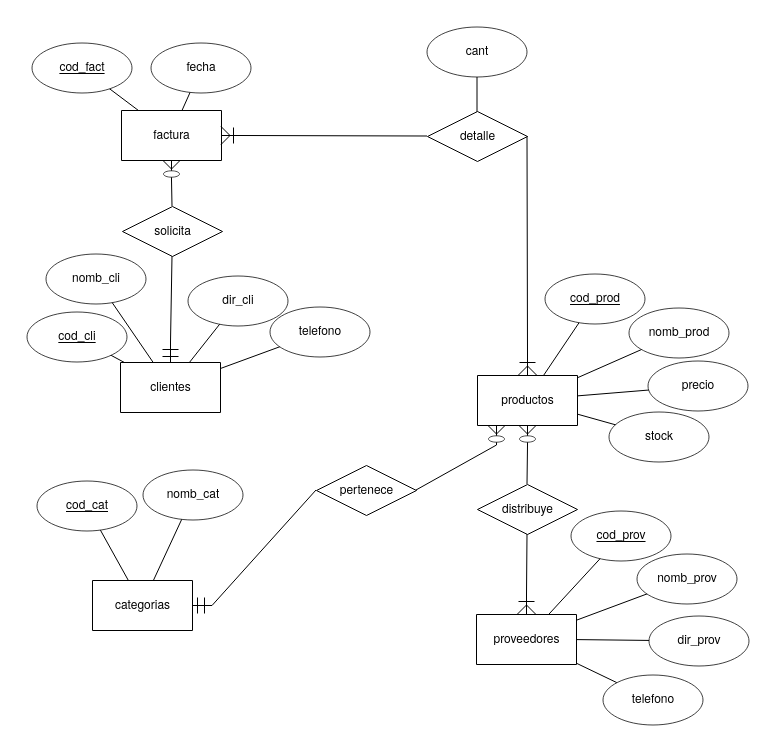 cant
cod_fact
fecha
factura
detalle
solicita
nomb_cli
dir_cli
cod_prod
cod_cli
telefono
nomb_prod
clientes
precio
productos
stock
pertenece
nomb_cat
cod_cat
distribuye
cod_prov
nomb_prov
categorias
proveedores
dir_prov
telefono